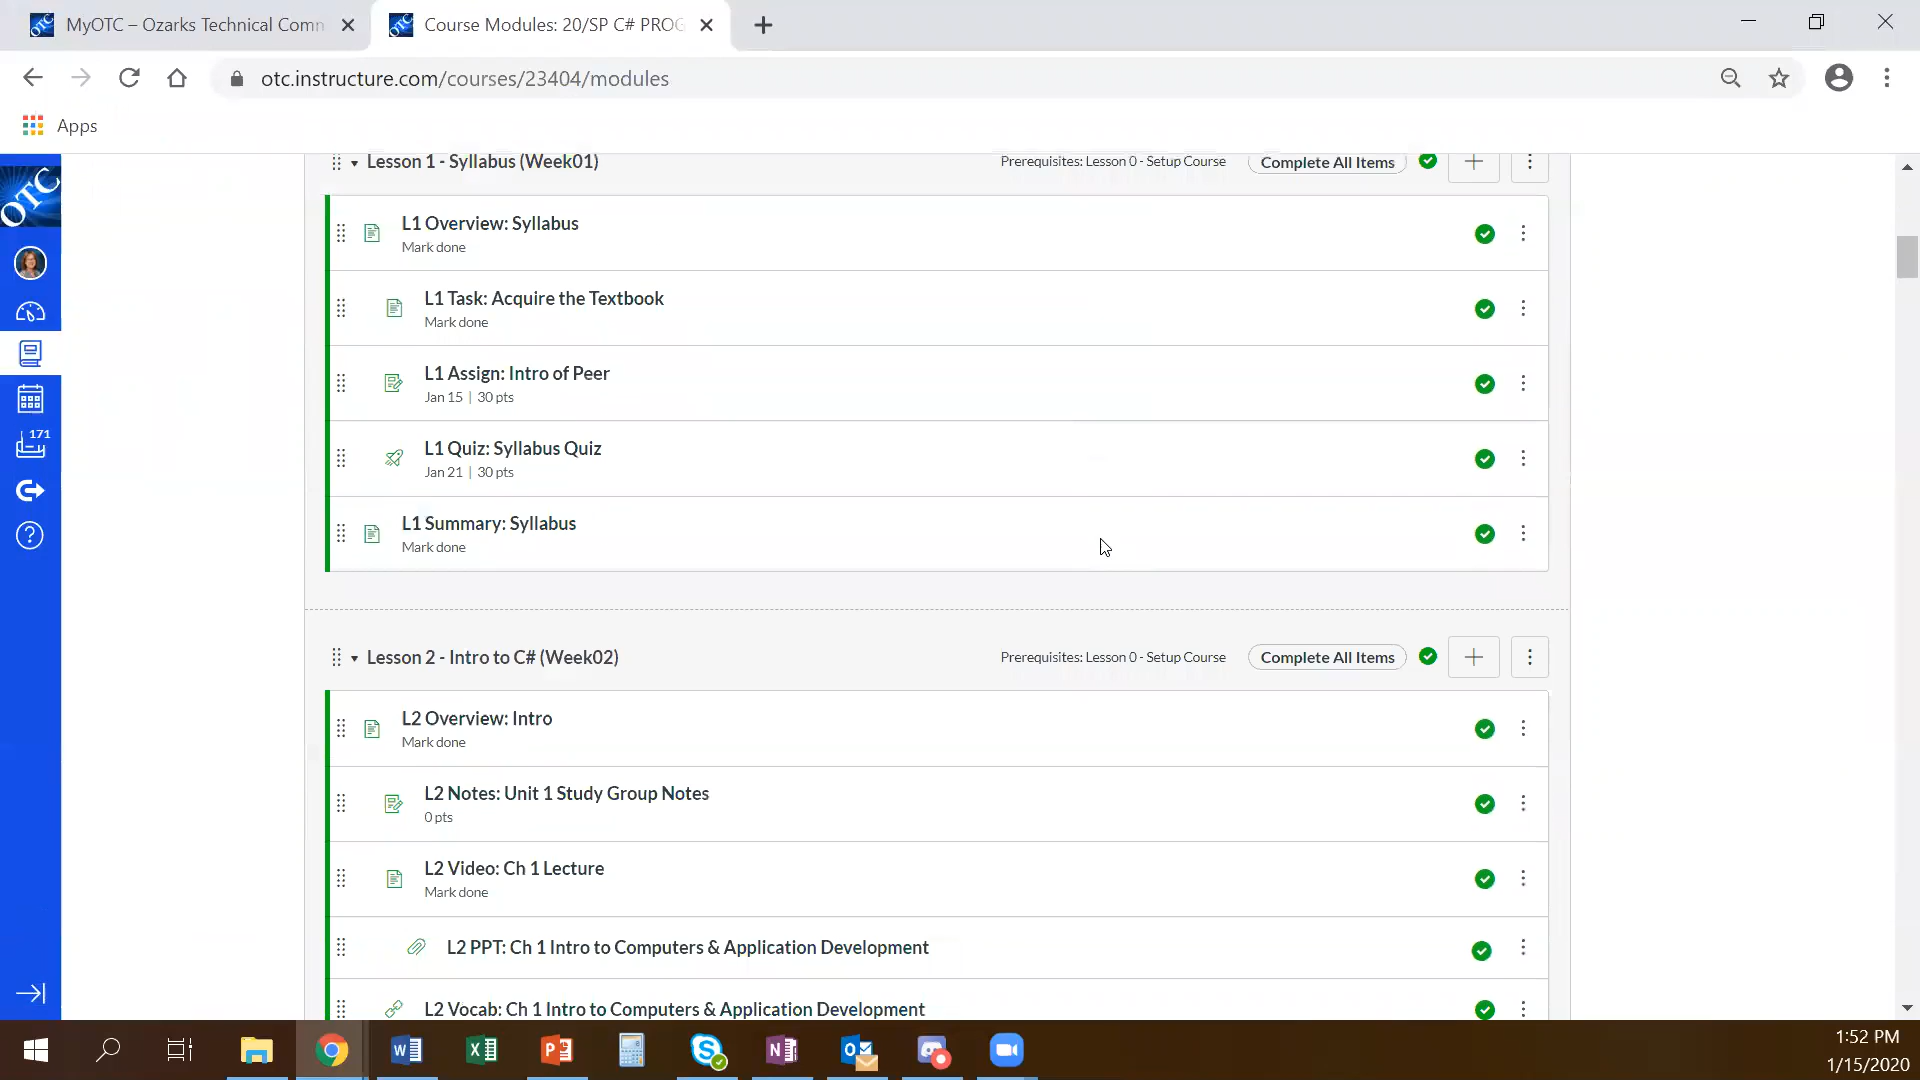 MyOTC – Ozarks Technical Comm
Course Modules: 20/SP C# PROG
otc.instructure.com/courses/23404/modules
Apps
OTC
171
Lesson 1 - Syllabus (Week01)
Prerequisites: Lesson 0 - Setup Course
Complete All Items
L1 Overview: Syllabus
Mark done
L1 Task: Acquire the Textbook
Mark done
L1 Assign: Intro of Peer
Jan 15 | 30 pts
L1 Quiz: Syllabus Quiz
Jan 21 | 30 pts
L1 Summary: Syllabus
Mark done
Lesson 2 - Intro to C# (Week02)
Prerequisites: Lesson 0 - Setup Course
Complete All Items
L2 Overview: Intro
Mark done
L2 Notes: Unit 1 Study Group Notes
0 pts
L2 Video: Ch 1 Lecture
Mark done
L2 PPT: Ch 1 Intro to Computers & Application Development
L2 Vocab: Ch 1 Intro to Computers & Application Development
1:52 PM
1/15/2020